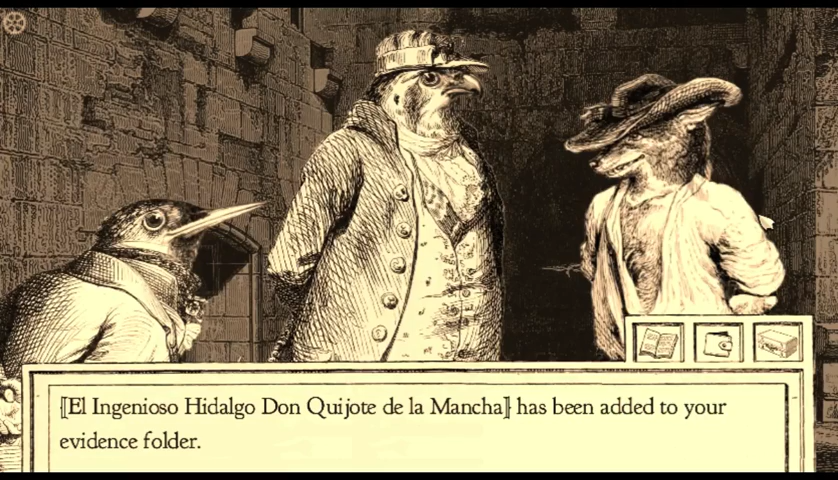 ⟦El Ingenioso Hidalgo Don Quijote de la Mancha⟧ has been added to your
evidence folder.